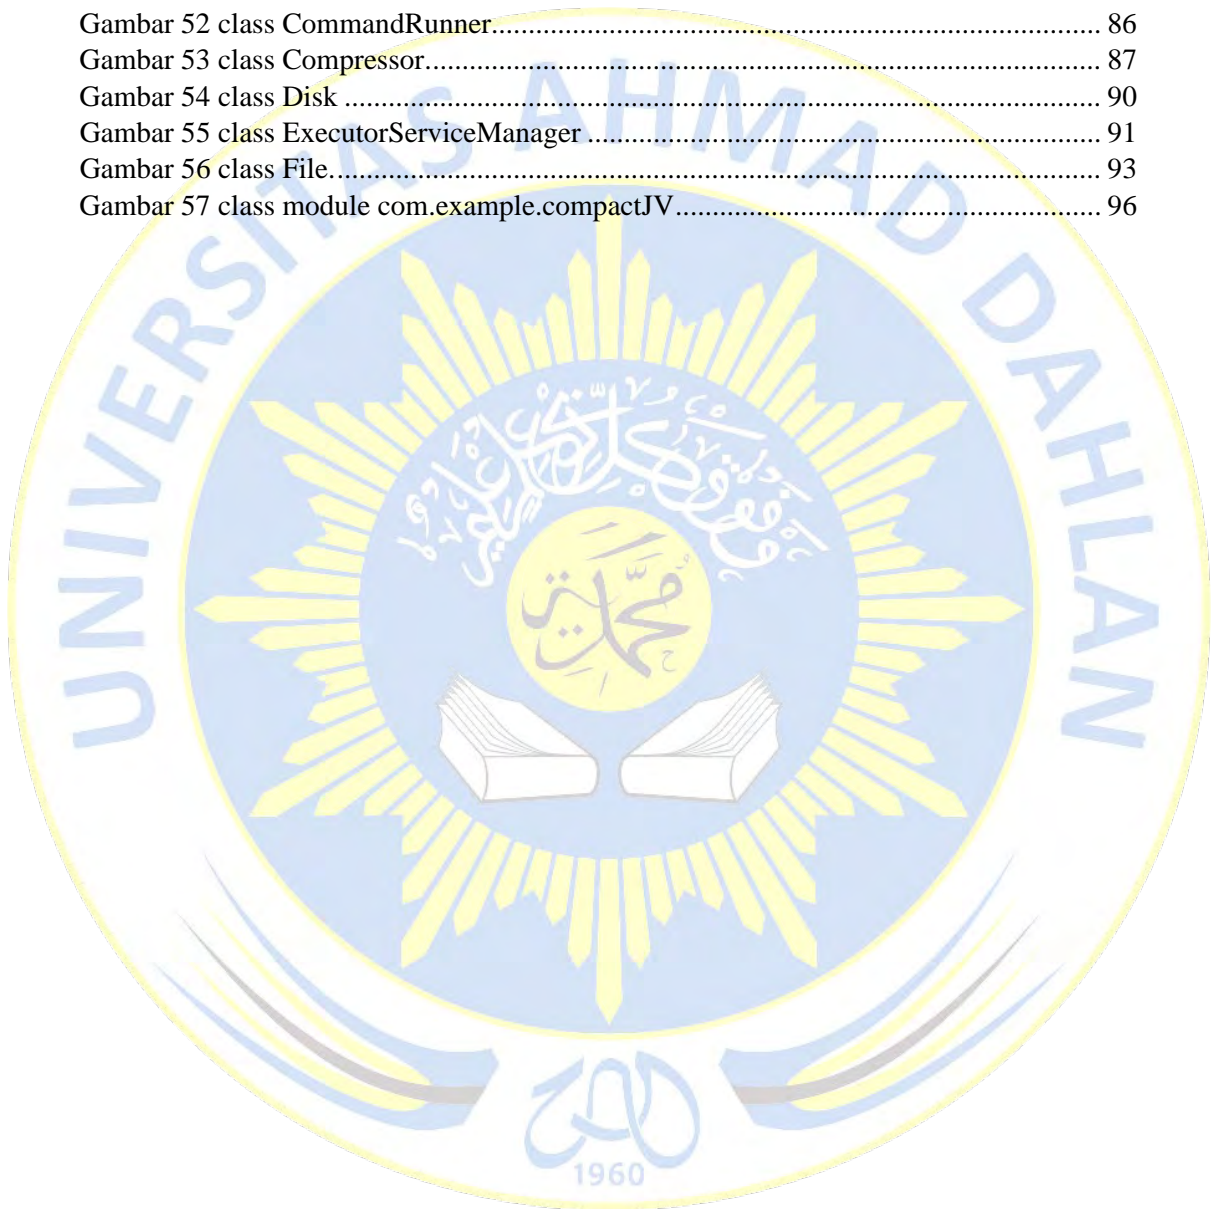 Gambar 52 class CommandRunner.................................................................................................................... 86
Gambar 53 class Compressor................................................................................................................................ 87
Gambar 54 class Disk ................................................................................................................................................ 90
Gambar 55 class ExecutorServiceManager ................................................................................................. 91
Gambar 56 class File................................................................................................................................................... 93
Gambar 57 class module com.example.compactJV................................................................................ 96
UNIVERSITAS AHMAD DAHLAN
محمدية
1960